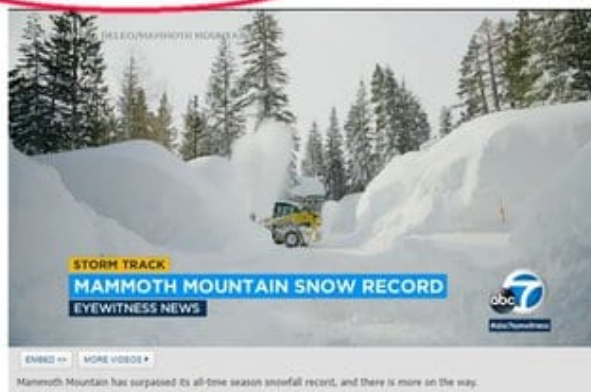 STORM TRACK
MAMMOTH MOUNTAIN SNOW RECORD
EYEWITNESS NEWS
abc 7
EMBED <>
MORE VIDEOS
Mammoth Mountain has surpassed its all-time season snowfall record, and there is more on the way.